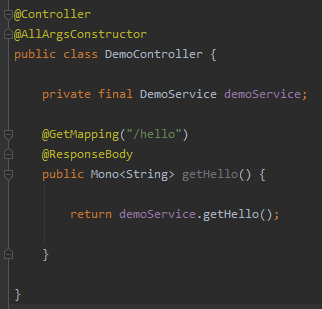 @Controller
@AllArgsConstructor
public class DemoController {
private final DemoService demoService;
@GetMapping("/hello")
@ResponseBody
public Mono<String> getHello() {
return demoService.getHello();
}
}